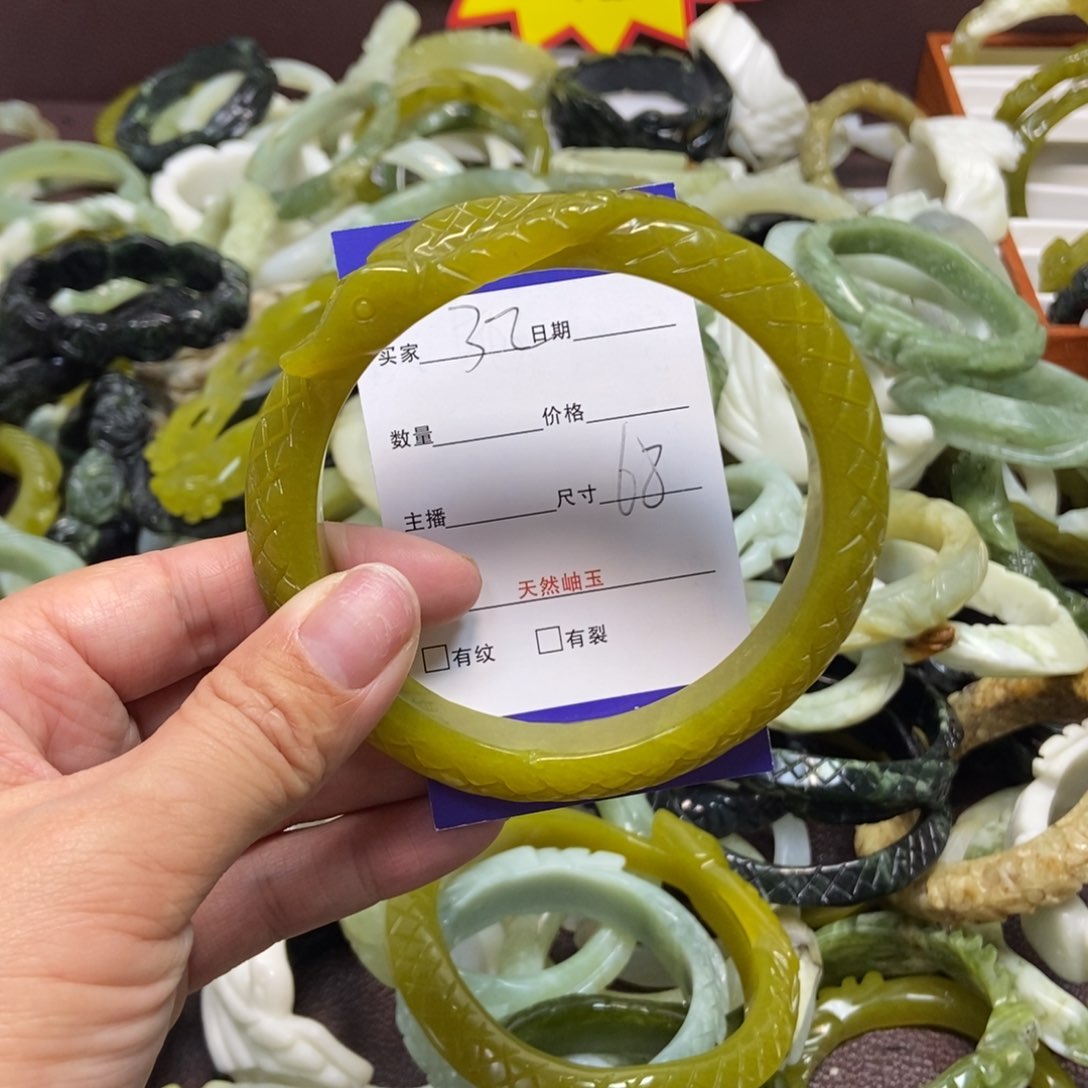 买家 32 日期
数量 价格
主播 尺寸 68
天然岫玉
□有纹 □有裂